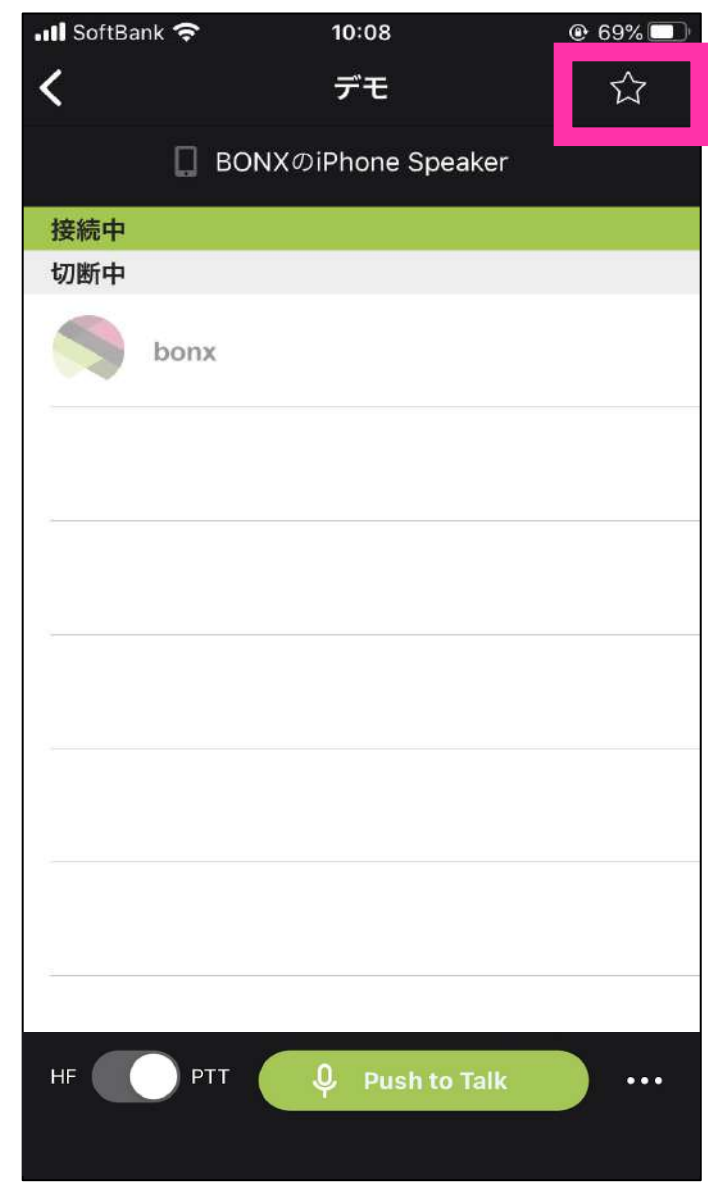 SoftBank 10:08 69%
デモ
BONXのiPhone Speaker
接続中
切断中
bonx
HF PTT Push to Talk